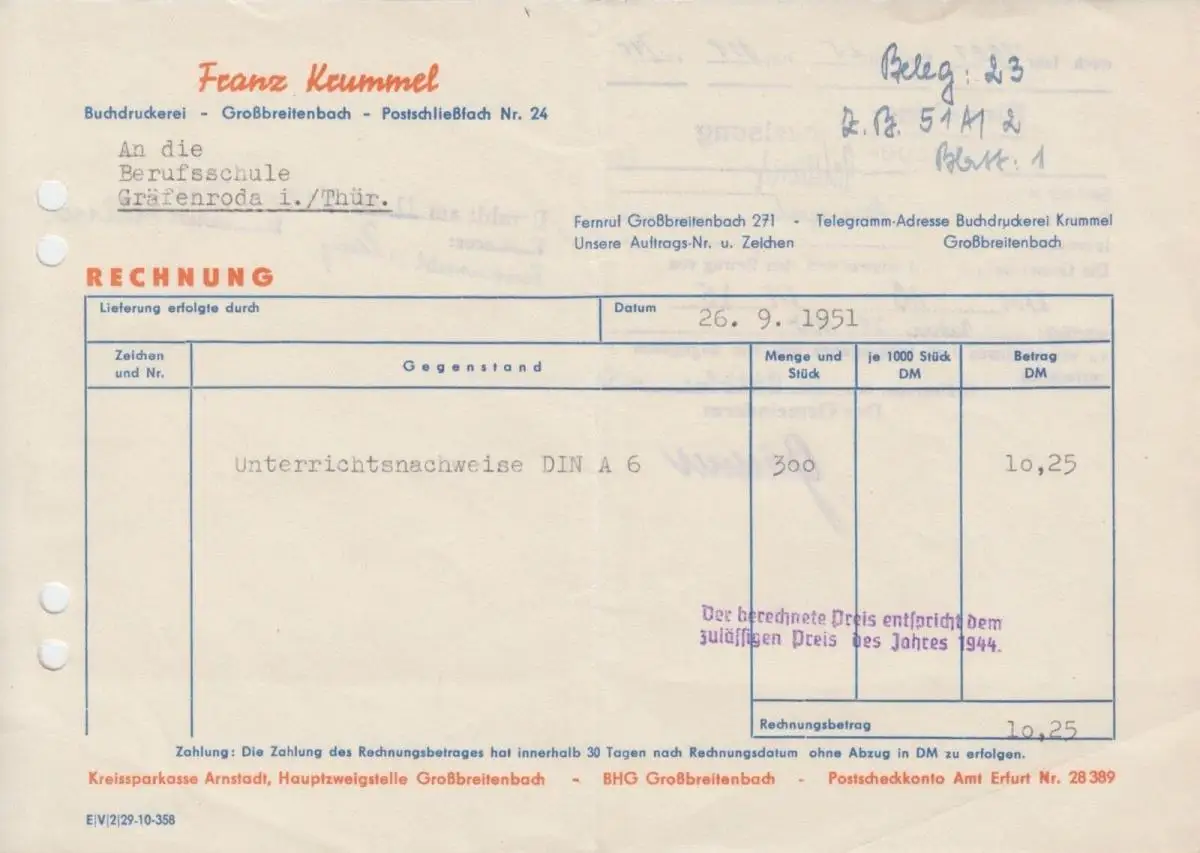 Franz Krummel
Buchdruckerei - Großbreitenbach - Postschließfach Nr. 24
Beleg: 23
Z. B. 51 A1 2
Blatt: 1
An die
Berufsschule
Gräfenroda i./Thür.
Fernruf Großbreitenbach 271 - Telegramm-Adresse Buchdruckerei Krummel
Unsere Auftrags-Nr. u. Zeichen Großbreitenbach
RECHNUNG
Lieferung erfolgte durch Datum 26. 9. 1951
Zeichen und Nr. Gegenstand Menge und Stück je 1000 Stück DM Betrag DM
Unterrichtsnachweise DIN A 6 300 10,25
Der berechnete Preis entspricht dem
zulässigen Preis des Jahres 1944.
Rechnungsbetrag 10,25
Zahlung: Die Zahlung des Rechnungsbetrages hat innerhalb 30 Tagen nach Rechnungsdatum ohne Abzug in DM zu erfolgen.
Kreissparkasse Arnstadt, Hauptzweigstelle Großbreitenbach - BHG Großbreitenbach - Postscheckkonto Amt Erfurt Nr. 28 389
E|V|2|29-10-358